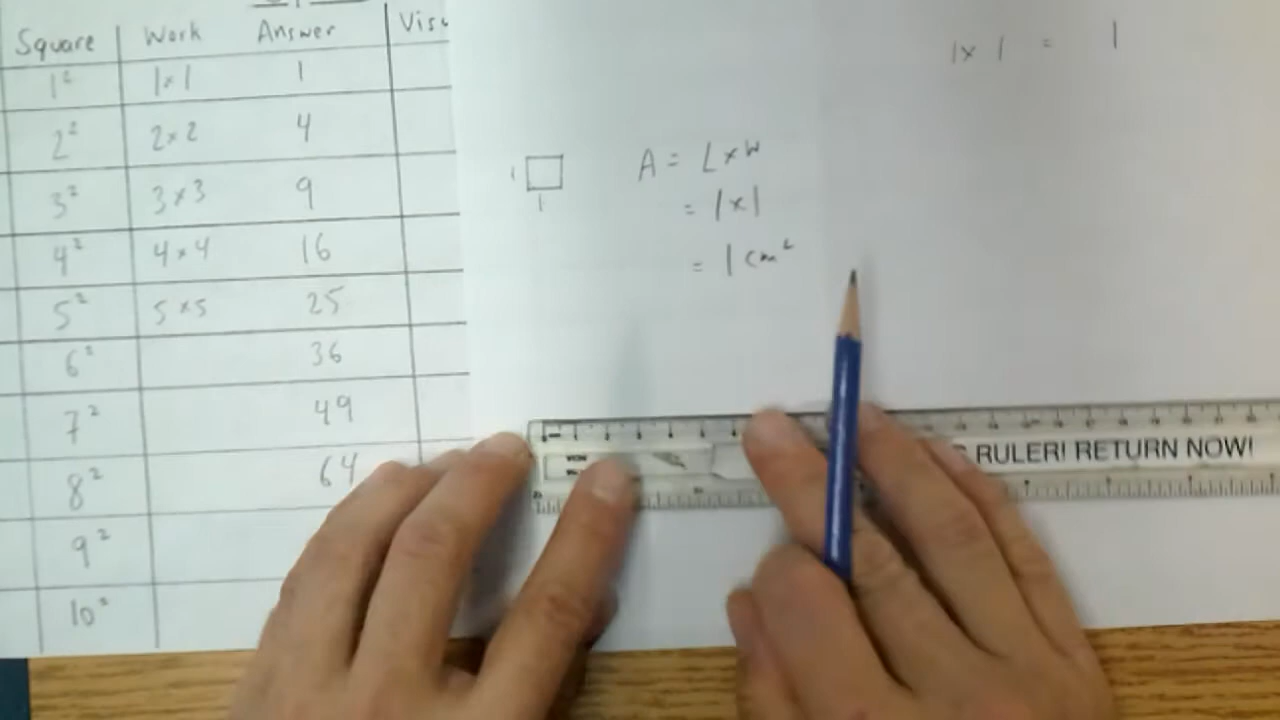 Square Work Answer
1² 1×1 1
2² 2×2 4
3² 3×3 9
4² 4×4 16
5² 5×5 25
6² 36
7² 49
8² 64
9²
10²
1×1 = 1
A = L×W
1
= 1×1
1
= 1 cm²
RULER! RETURN NOW!